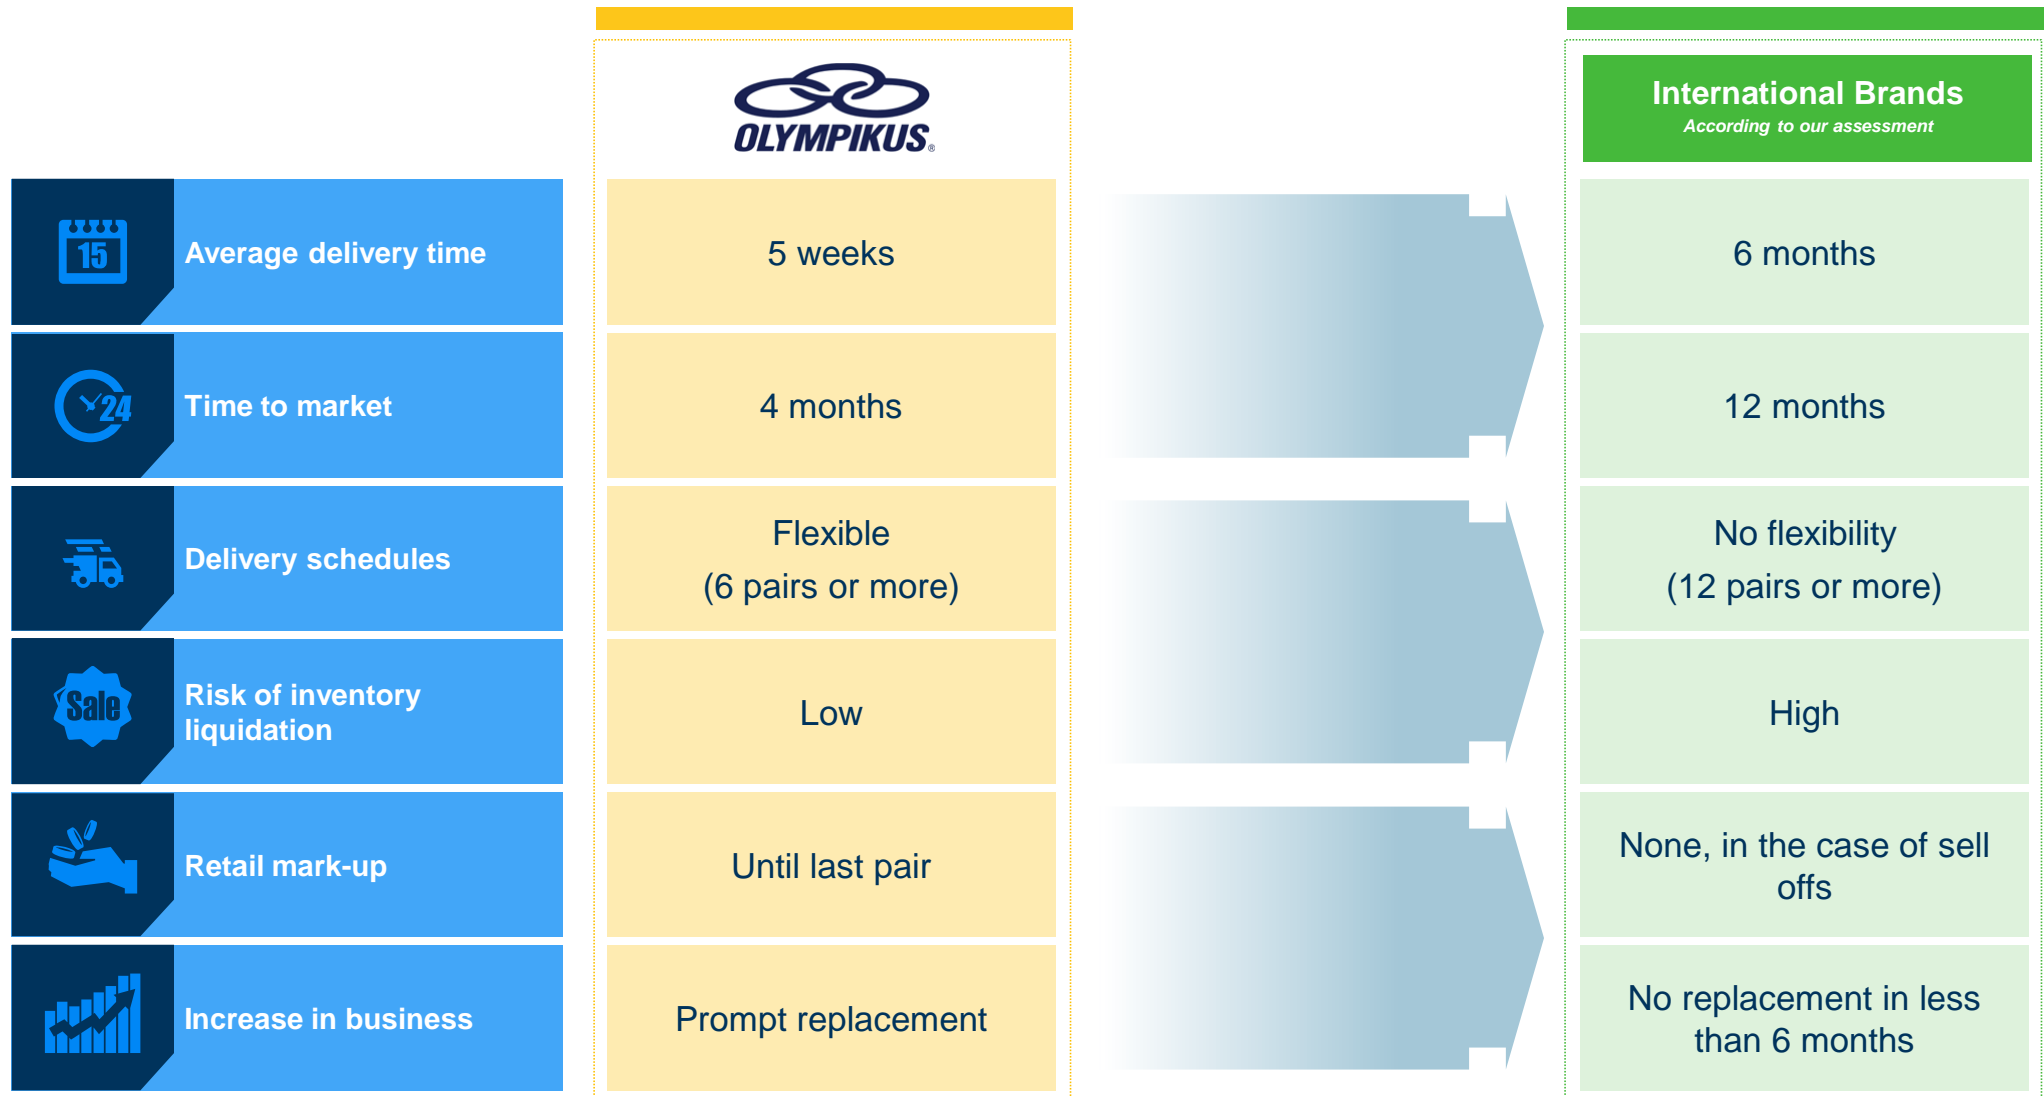 OLYMPIKUS®
International Brands
According to our assessment
15
Average delivery time
5 weeks
6 months
24
Time to market
4 months
12 months
Delivery schedules
Flexible
(6 pairs or more)
No flexibility
(12 pairs or more)
Sale
Risk of inventory
liquidation
Low
High
Retail mark-up
Until last pair
None, in the case of sell
offs
Increase in business
Prompt replacement
No replacement in less
than 6 months